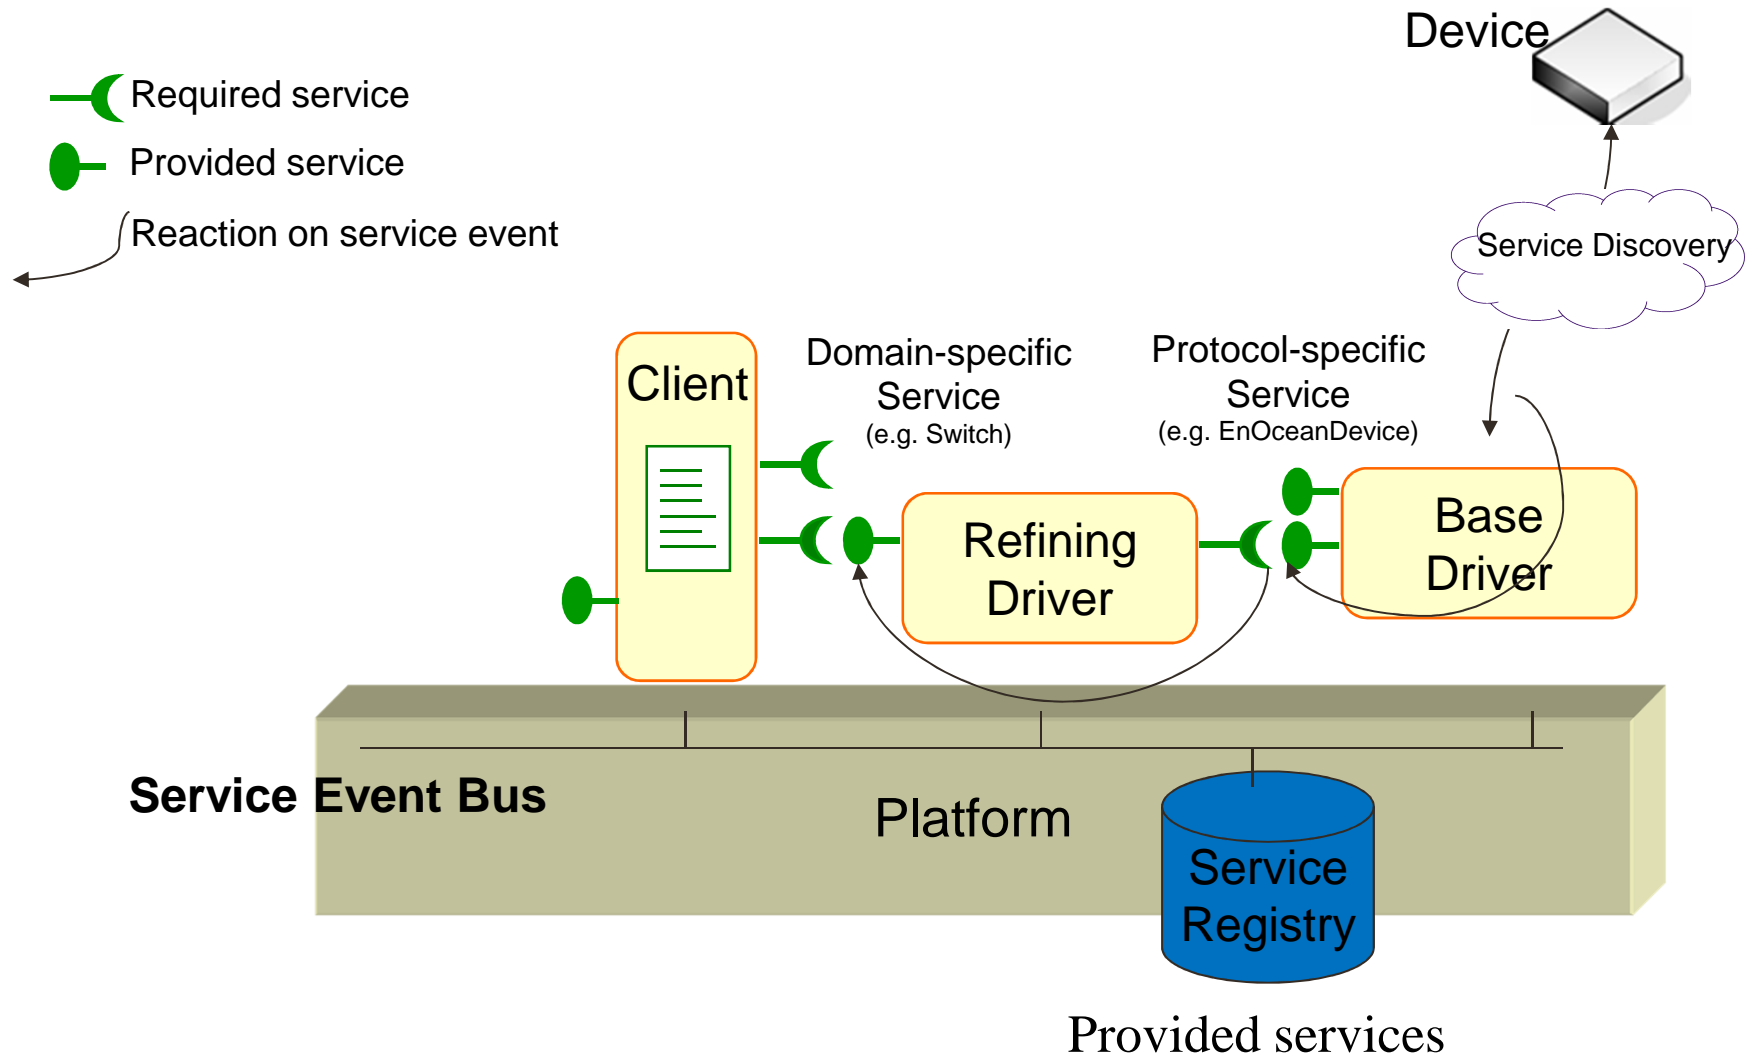 Device
Required service
Provided service
Reaction on service event
Service Discovery
Client
Domain-specific
Service
(e.g. Switch)
Protocol-specific
Service
(e.g. EnOceanDevice)
Refining
Driver
Base
Driver
Service Event Bus
Platform
Service
Registry
Provided services